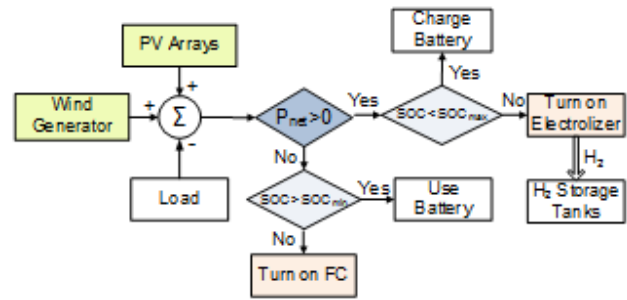 Charge
Battery
PV Arrays
+
Yes
Wind
Generator
+
Σ
-
Pnet>0
Yes
SOC<SOCmax
No
Turn on
Electrolizer
No
H₂
Load
SOC>SOCmin
Yes
Use
Battery
H₂ Storage
Tanks
No
Turn on FC